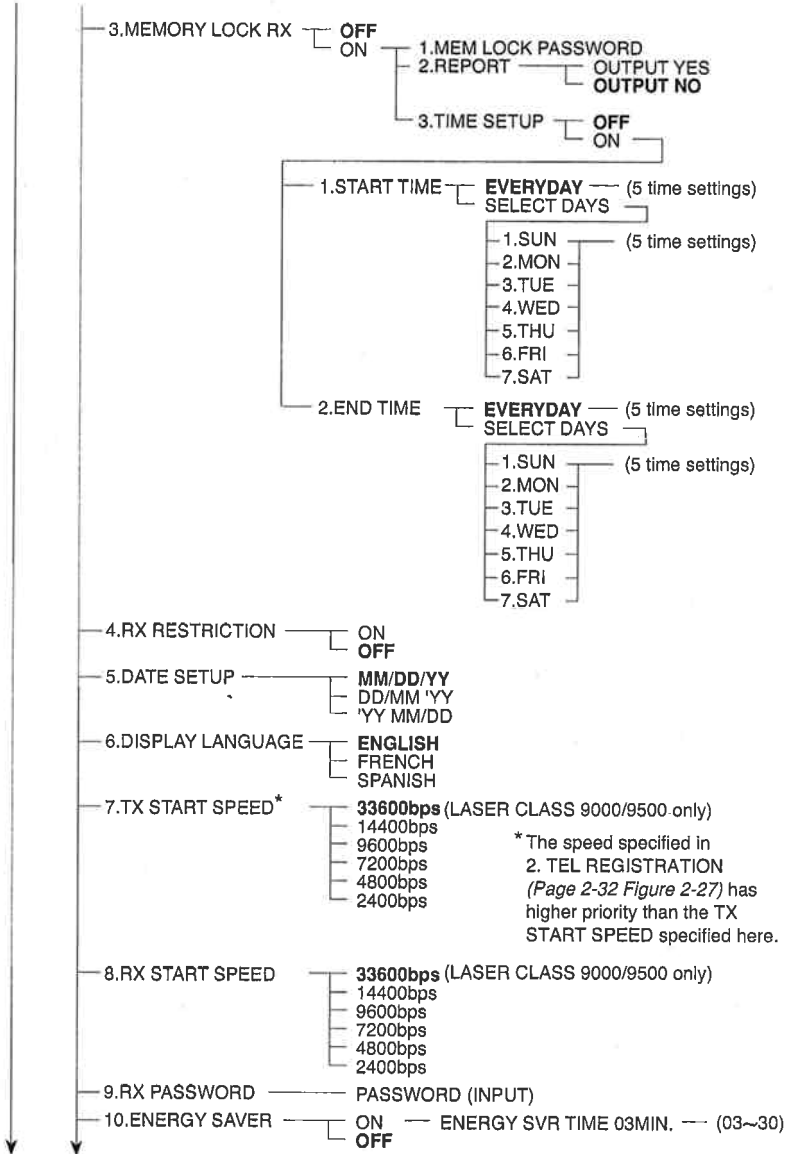 3.MEMORY LOCK RX OFF
ON 1.MEM LOCK PASSWORD
2.REPORT OUTPUT YES
OUTPUT NO
3.TIME SETUP OFF
ON
1.START TIME EVERYDAY (5 time settings)
SELECT DAYS
1.SUN (5 time settings)
2.MON
3.TUE
4.WED
5.THU
6.FRI
7.SAT
2.END TIME EVERYDAY (5 time settings)
SELECT DAYS
1.SUN (5 time settings)
2.MON
3.TUE
4.WED
5.THU
6.FRI
7.SAT
4.RX RESTRICTION ON
OFF
5.DATE SETUP MM/DD/YY
DD/MM 'YY
'YY MM/DD
6.DISPLAY LANGUAGE ENGLISH
FRENCH
SPANISH
7.TX START SPEED* 33600bps (LASER CLASS 9000/9500 only)
14400bps
9600bps
7200bps
4800bps
2400bps
* The speed specified in
2. TEL REGISTRATION
(Page 2-32 Figure 2-27) has
higher priority than the TX
START SPEED specified here.
8.RX START SPEED 33600bps (LASER CLASS 9000/9500 only)
14400bps
9600bps
7200bps
4800bps
2400bps
9.RX PASSWORD PASSWORD (INPUT)
10.ENERGY SAVER ON ENERGY SVR TIME 03MIN. (03~30)
OFF